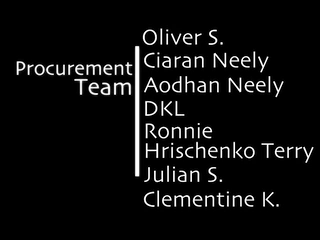 Procurement
Team
Oliver S.
Ciaran Neely
Aodhan Neely
DKL
Ronnie
Hrischenko Terry
Julian S.
Clementine K.